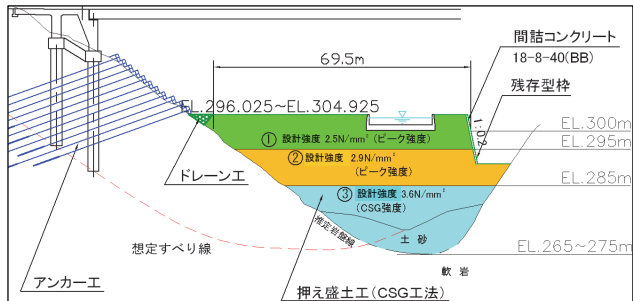 間詰コンクリート
18-8-40(BB)
残存型枠
69.5m
EL.296.025～EL.304.925
1:0.2
EL.300m
EL.295m
EL.285m
EL.265～275m
① 設計強度 2.5N/mm² (ピーク強度)
② 設計強度 2.9N/mm²
(ピーク強度)
③ 設計強度 3.6N/mm²
(CSG強度)
ドレーン工
推定岩盤線
土砂
想定すべり線
軟岩
アンカー工
押え盛土工(CSG工法)